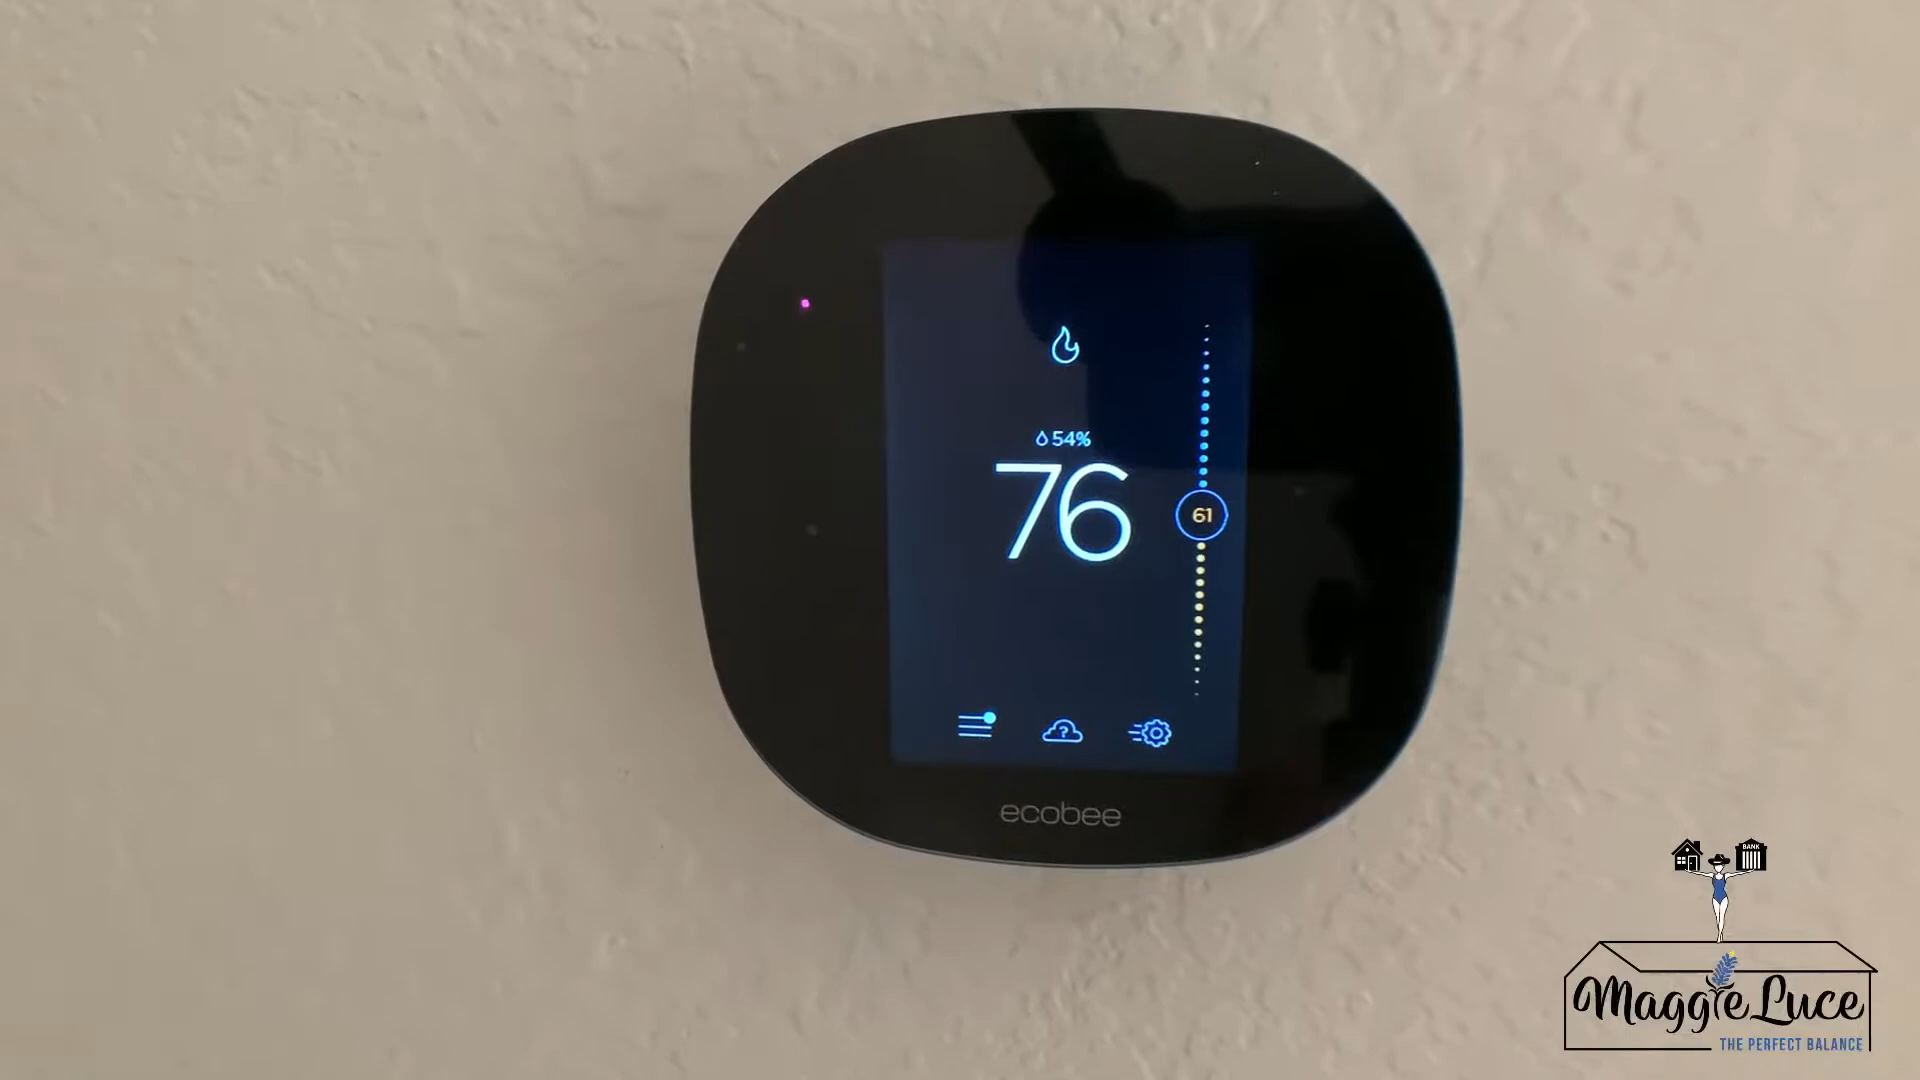 54%
76
61
?
ecobee
BANK
Maggie Luce
THE PERFECT BALANCE